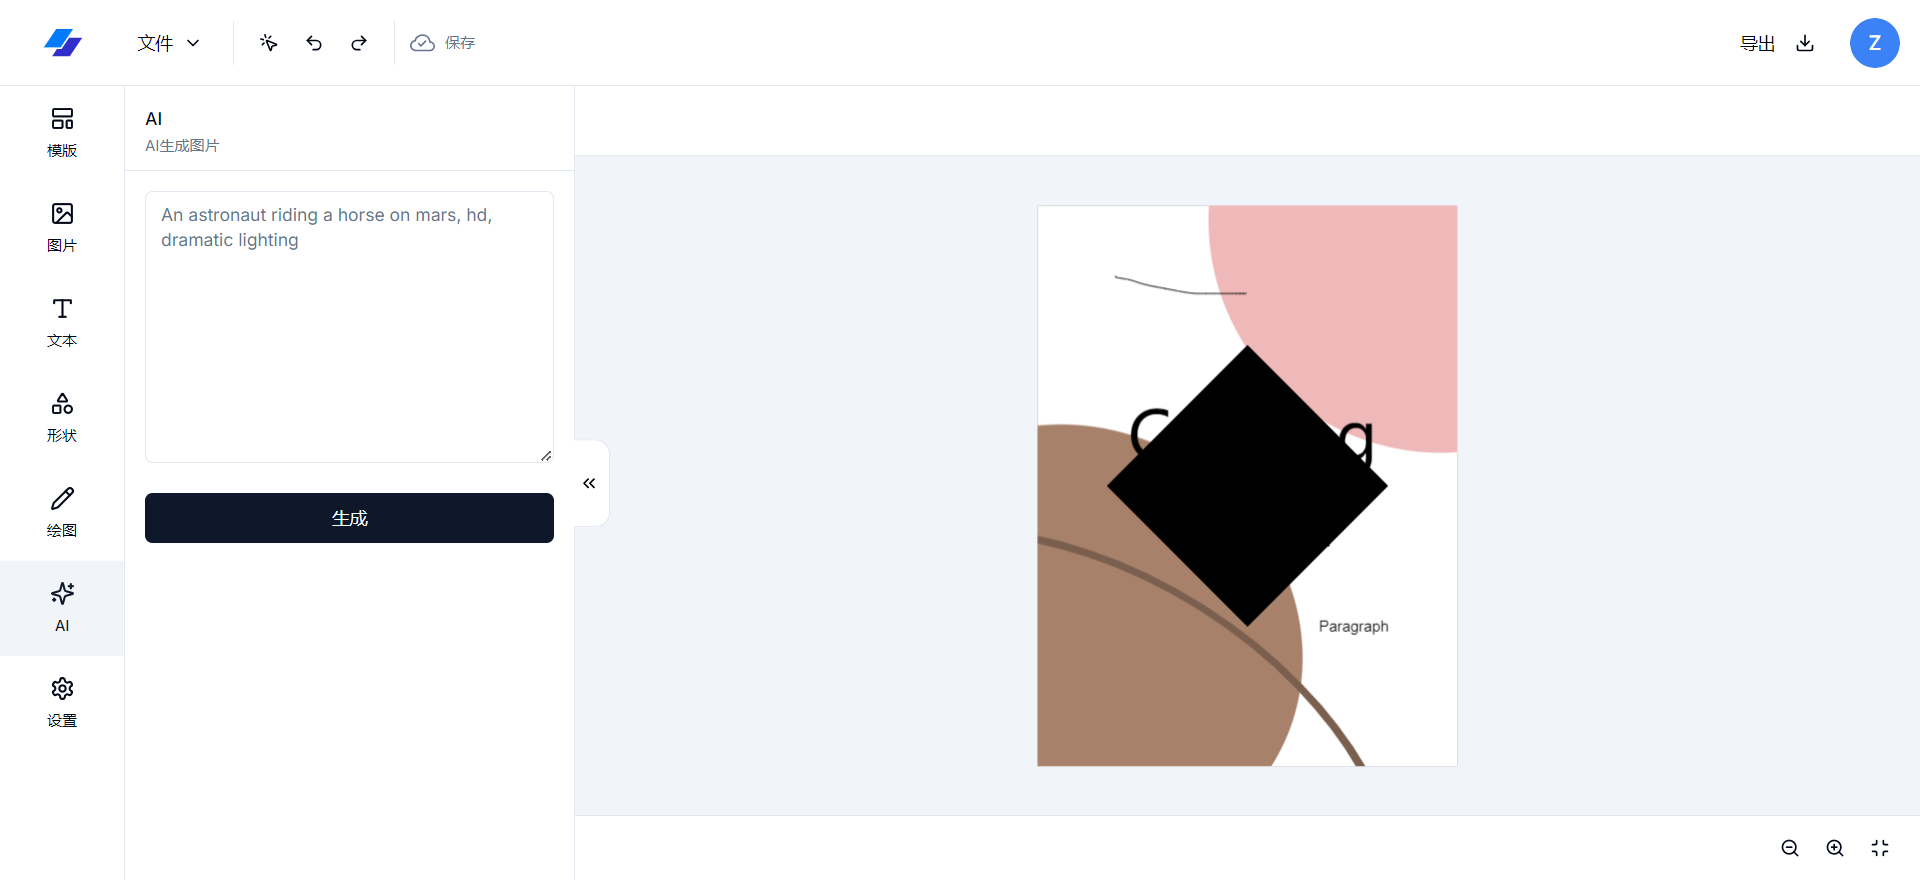 文件
保存
导出
Z
模版
图片
文本
形状
绘图
AI
设置
AI
AI生成图片
An astronaut riding a horse on mars, hd,
dramatic lighting
生成
Paragraph